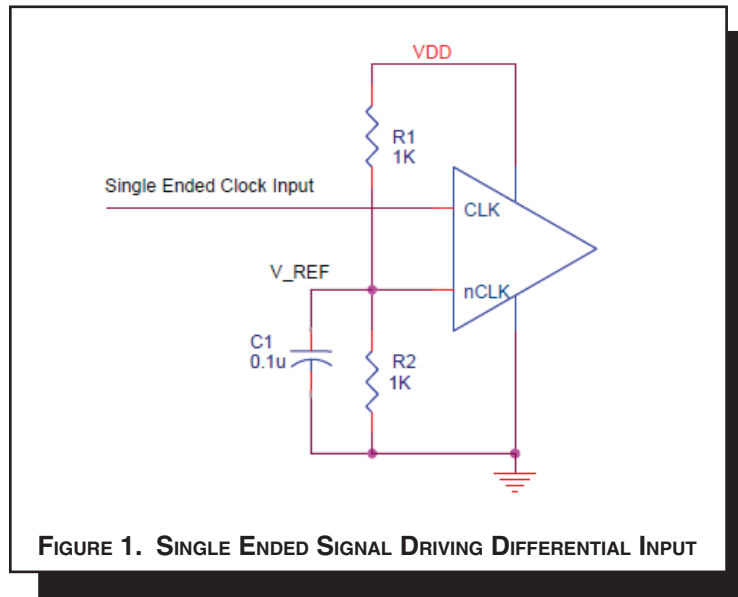 VDD
R1
1K
Single Ended Clock Input
CLK
V_REF
nCLK
C1
0.1u
R2
1K
FIGURE 1. SINGLE ENDED SIGNAL DRIVING DIFFERENTIAL INPUT